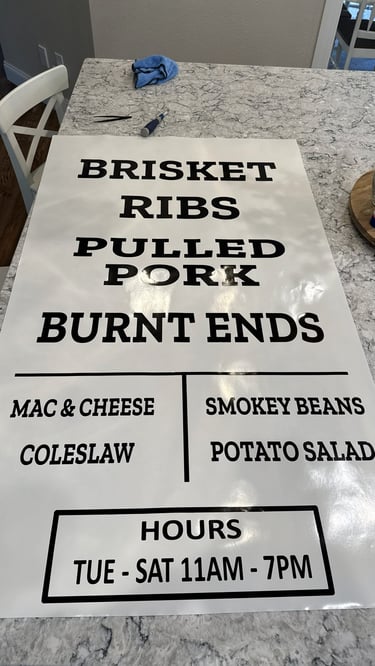 BRISKET
RIBS
PULLED
PORK
BURNT ENDS
MAC & CHEESE
COLESLAW
SMOKEY BEANS
POTATO SALAD
HOURS
TUE - SAT 11AM - 7PM